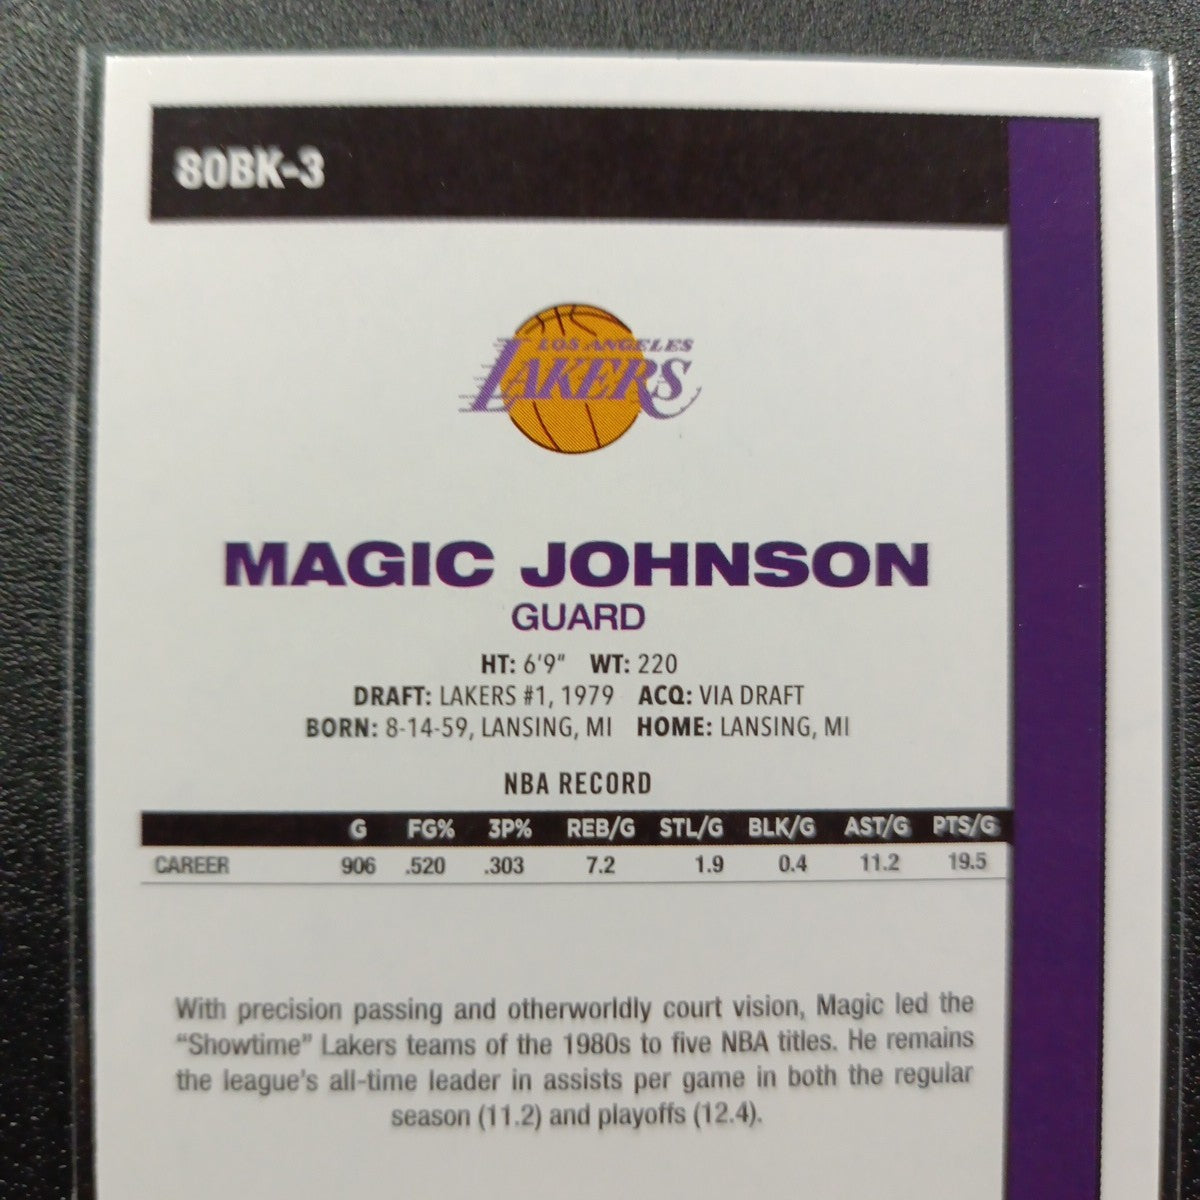 80BK-3
LOS ANGELES
LAKERS
MAGIC JOHNSON
GUARD
HT: 6'9" WT: 220
DRAFT: LAKERS #1, 1979 ACQ: VIA DRAFT
BORN: 8-14-59, LANSING, MI HOME: LANSING, MI
NBA RECORD
G FG% 3P% REB/G STL/G BLK/G AST/G PTS/G
CAREER 906 .520 .303 7.2 1.9 0.4 11.2 19.5
With precision passing and otherworldly court vision, Magic led the
“Showtime” Lakers teams of the 1980s to five NBA titles. He remains
the league's all-time leader in assists per game in both the regular
season (11.2) and playoffs (12.4).